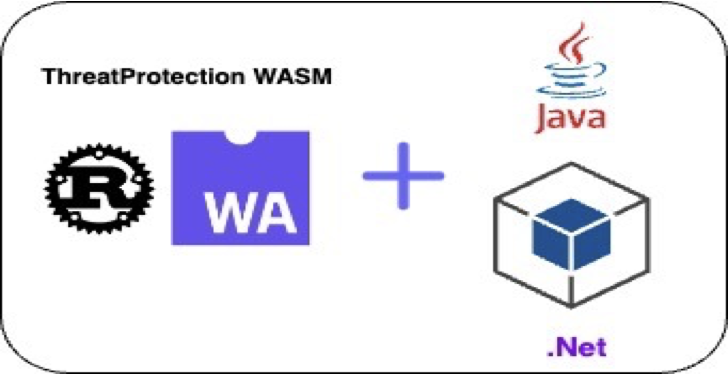 ThreatProtection WASM
R
WA
Java
.Net